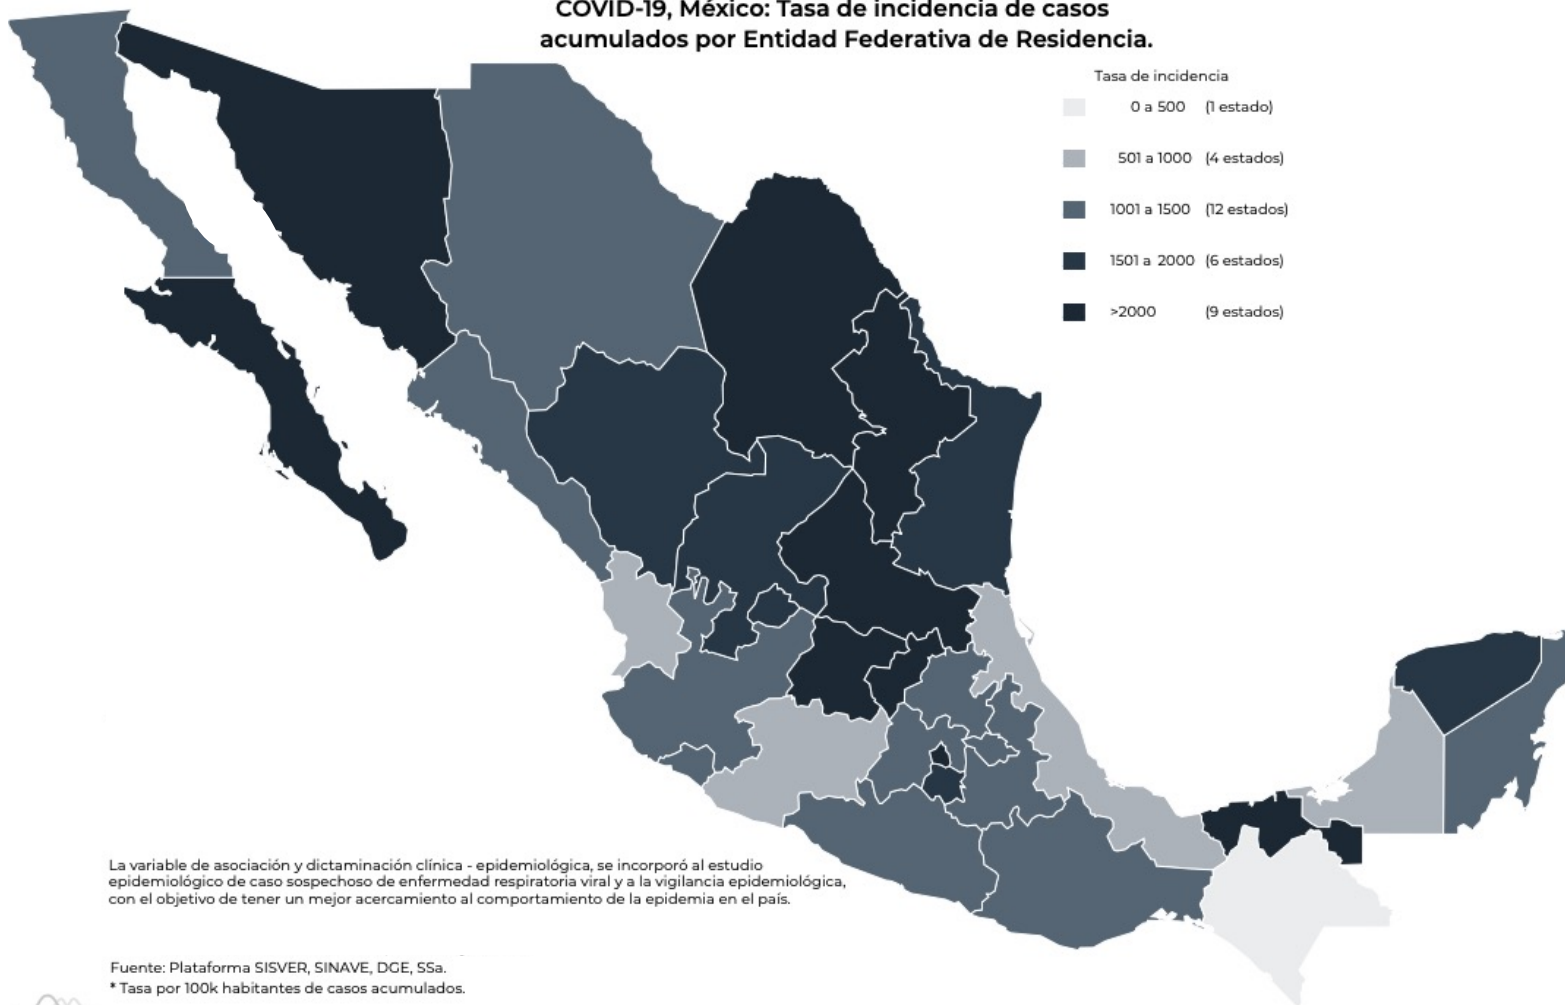 COVID-19, México: Tasa de incidencia de casos
acumulados por Entidad Federativa de Residencia.
Tasa de incidencia
0 a 500 (1 estado)
501 a 1000 (4 estados)
1001 a 1500 (12 estados)
1501 a 2000 (6 estados)
>2000 (9 estados)
La variable de asociación y dictaminación clínica - epidemiológica, se incorporó al estudio
epidemiológico de caso sospechoso de enfermedad respiratoria viral y a la vigilancia epidemiológica,
con el objetivo de tener un mejor acercamiento al comportamiento de la epidemia en el país.
Fuente: Plataforma SISVER, SINAVE, DGE, SSa.
* Tasa por 100k habitantes de casos acumulados.